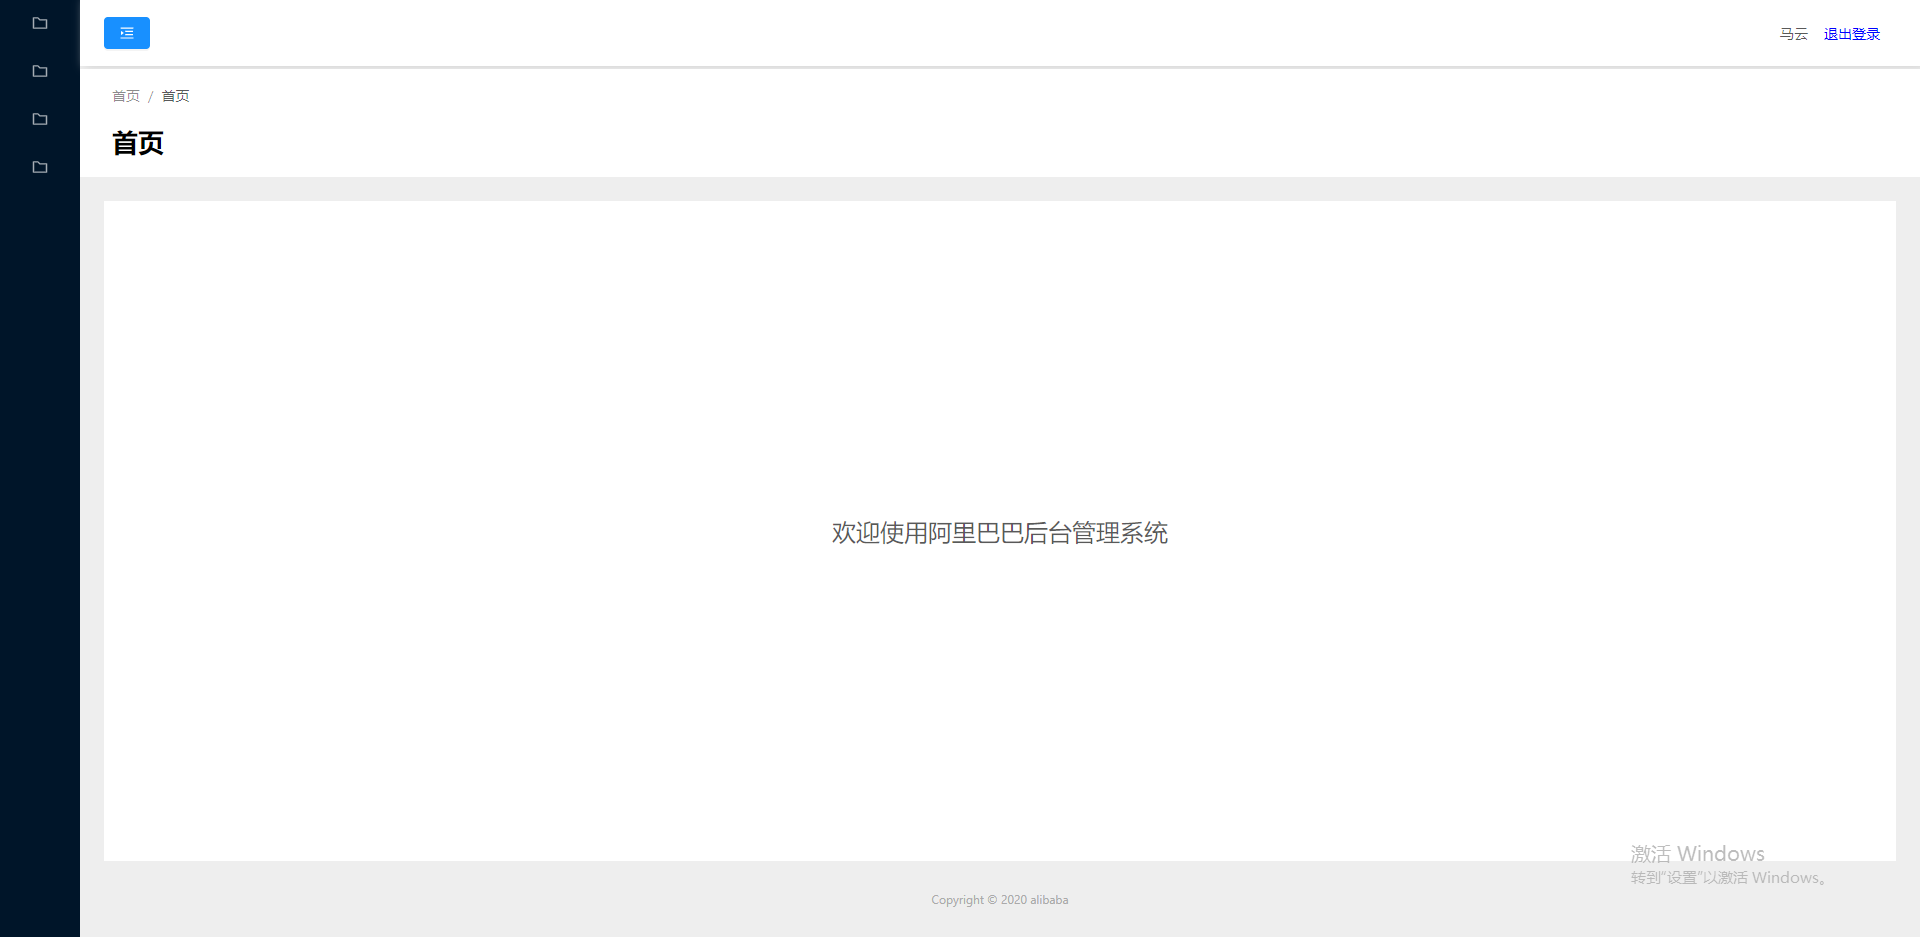 马云 退出登录
首页 / 首页
首页
欢迎使用阿里巴巴后台管理系统
激活 Windows
转到"设置"以激活 Windows。
Copyright © 2020 alibaba